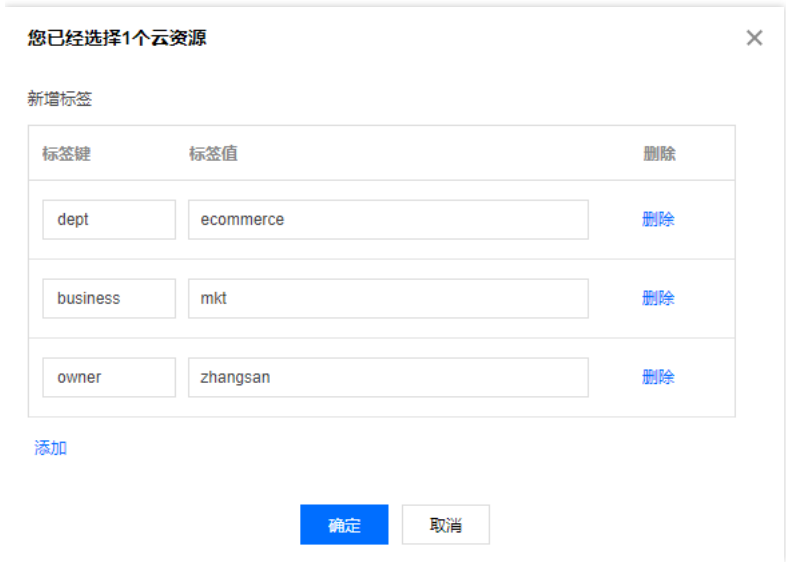 您已经选择1个云资源
新增标签
标签键 标签值 删除
dept ecommerce 删除
business mkt 删除
owner zhangsan 删除
添加
确定 取消